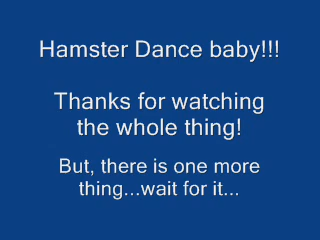 Hamster Dance baby!!!
Thanks for watching
the whole thing!
But, there is one more
thing...wait for it...